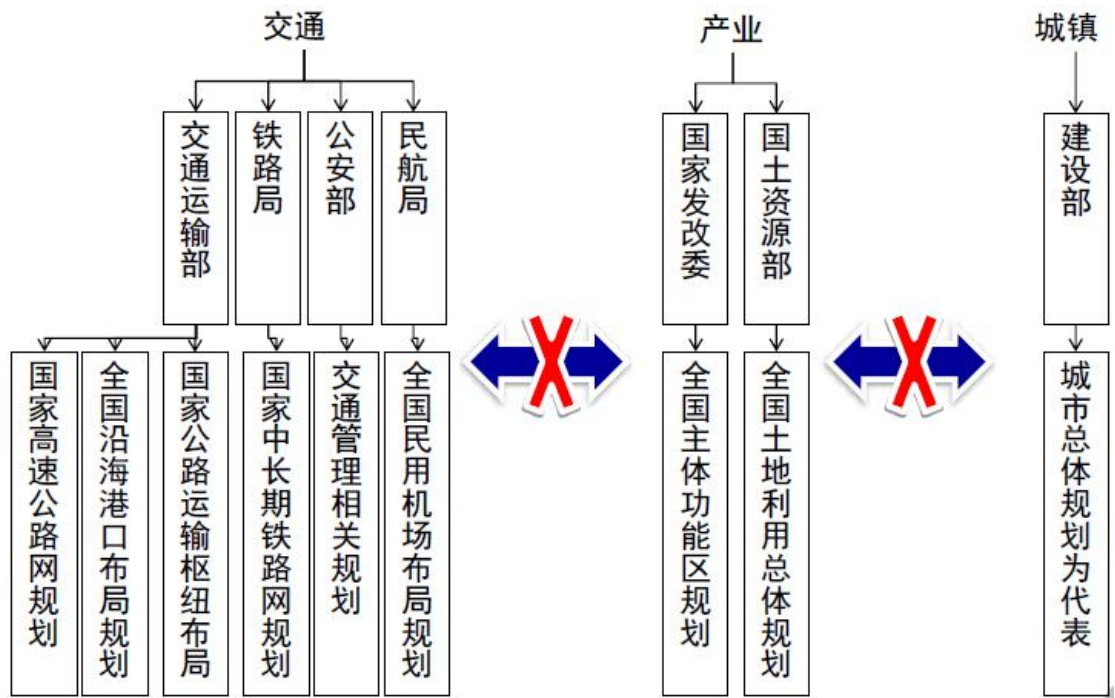 交通
产业
城镇
交通运输部
铁路局
公安部
民航局
国家发改委
国土资源部
建设部
国家高速公路网规划
全国沿海港口布局规划
国家公路运输枢纽布局
国家中长期铁路网规划
交通管理相关规划
全国民用机场布局规划
全国主体功能区规划
全国土地利用总体规划
城市总体规划为代表